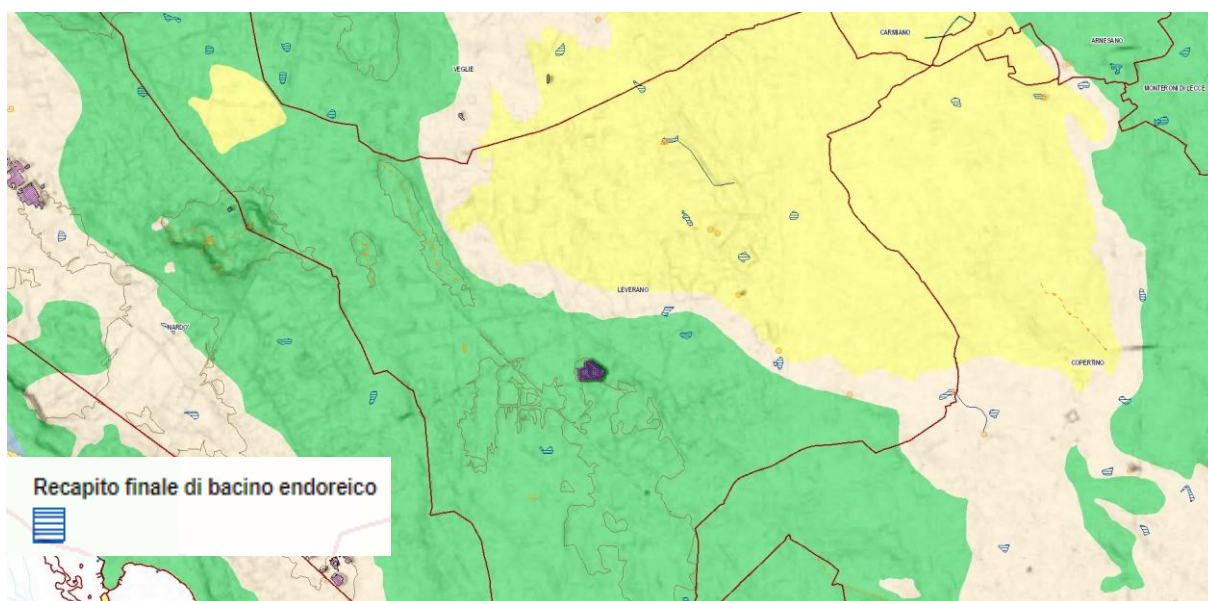 CARMIANO
ARNESANO
VEGLIE
MONTERONI DI LECCE
LEVERANO
NARDO'
COPERTINO
Recapito finale di bacino endoreico